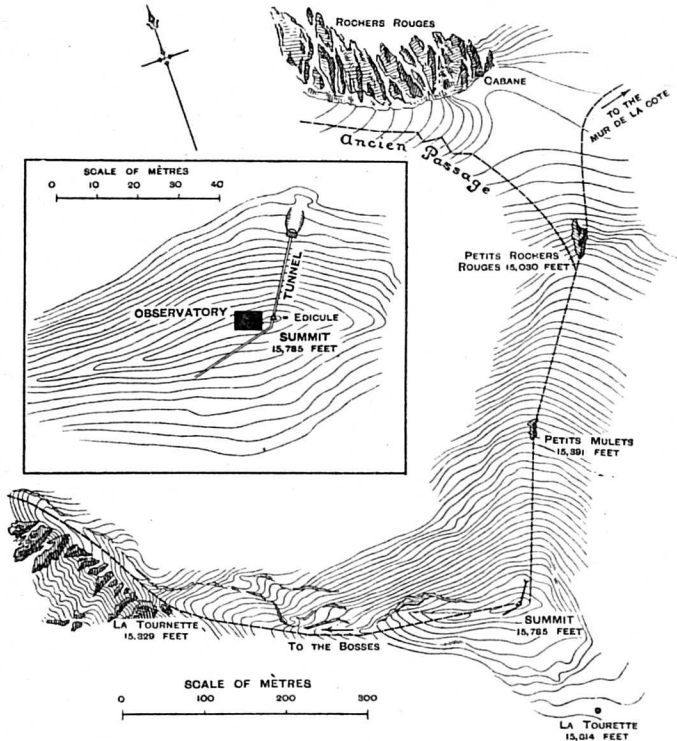 ROCHERS ROUGES
CABANE
TO THE
MUR DE LA COTE
Ancien Passage
SCALE OF MÈTRES
0 10 20 30 40
PETITS ROCHERS
ROUGES 15,030 FEET
TUNNEL
OBSERVATORY
EDICULE
SUMMIT
15,785 FEET
PETITS MULETS
15,391 FEET
LA TOURNETTE
15,329 FEET
TO THE BOSSES
SUMMIT
15,785 FEET
SCALE OF MÈTRES
0 100 200 300
LA TOURETTE